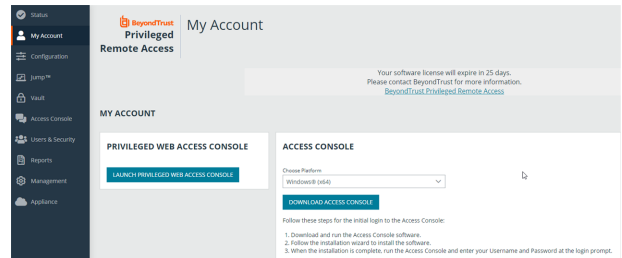 Status
My Account
Configuration
Jump™
Vault
Access Console
Users & Security
Reports
Management
Appliance
BeyondTrust
Privileged
Remote Access
My Account
Your software license will expire in 25 days.
Please contact BeyondTrust for more information.
BeyondTrust Privileged Remote Access
MY ACCOUNT
PRIVILEGED WEB ACCESS CONSOLE
LAUNCH PRIVILEGED WEB ACCESS CONSOLE
ACCESS CONSOLE
Choose Platform
Windows® (x64)
DOWNLOAD ACCESS CONSOLE
Follow these steps for the initial login to the Access Console:
1. Download and run the Access Console software.
2. Follow the installation wizard to install the software.
3. When the installation is complete, run the Access Console and enter your Username and Password at the login prompt.